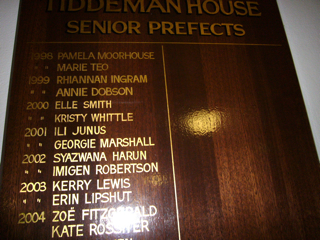 TIDDEMAN HOUSE
SENIOR PREFECTS
1998 PAMELA MOORHOUSE
" " MARIE TEO
1999 RHIANNAN INGRAM
" " ANNIE DOBSON
2000 ELLE SMITH
" " KRISTY WHITTLE
2001 ILI JUNUS
" " GEORGIE MARSHALL
2002 SYAZWANA HARUN
" " IMIGEN ROBERTSON
2003 KERRY LEWIS
" " ERIN LIPSHUT
2004 ZOË FITZGERALD
KATE ROSSITER